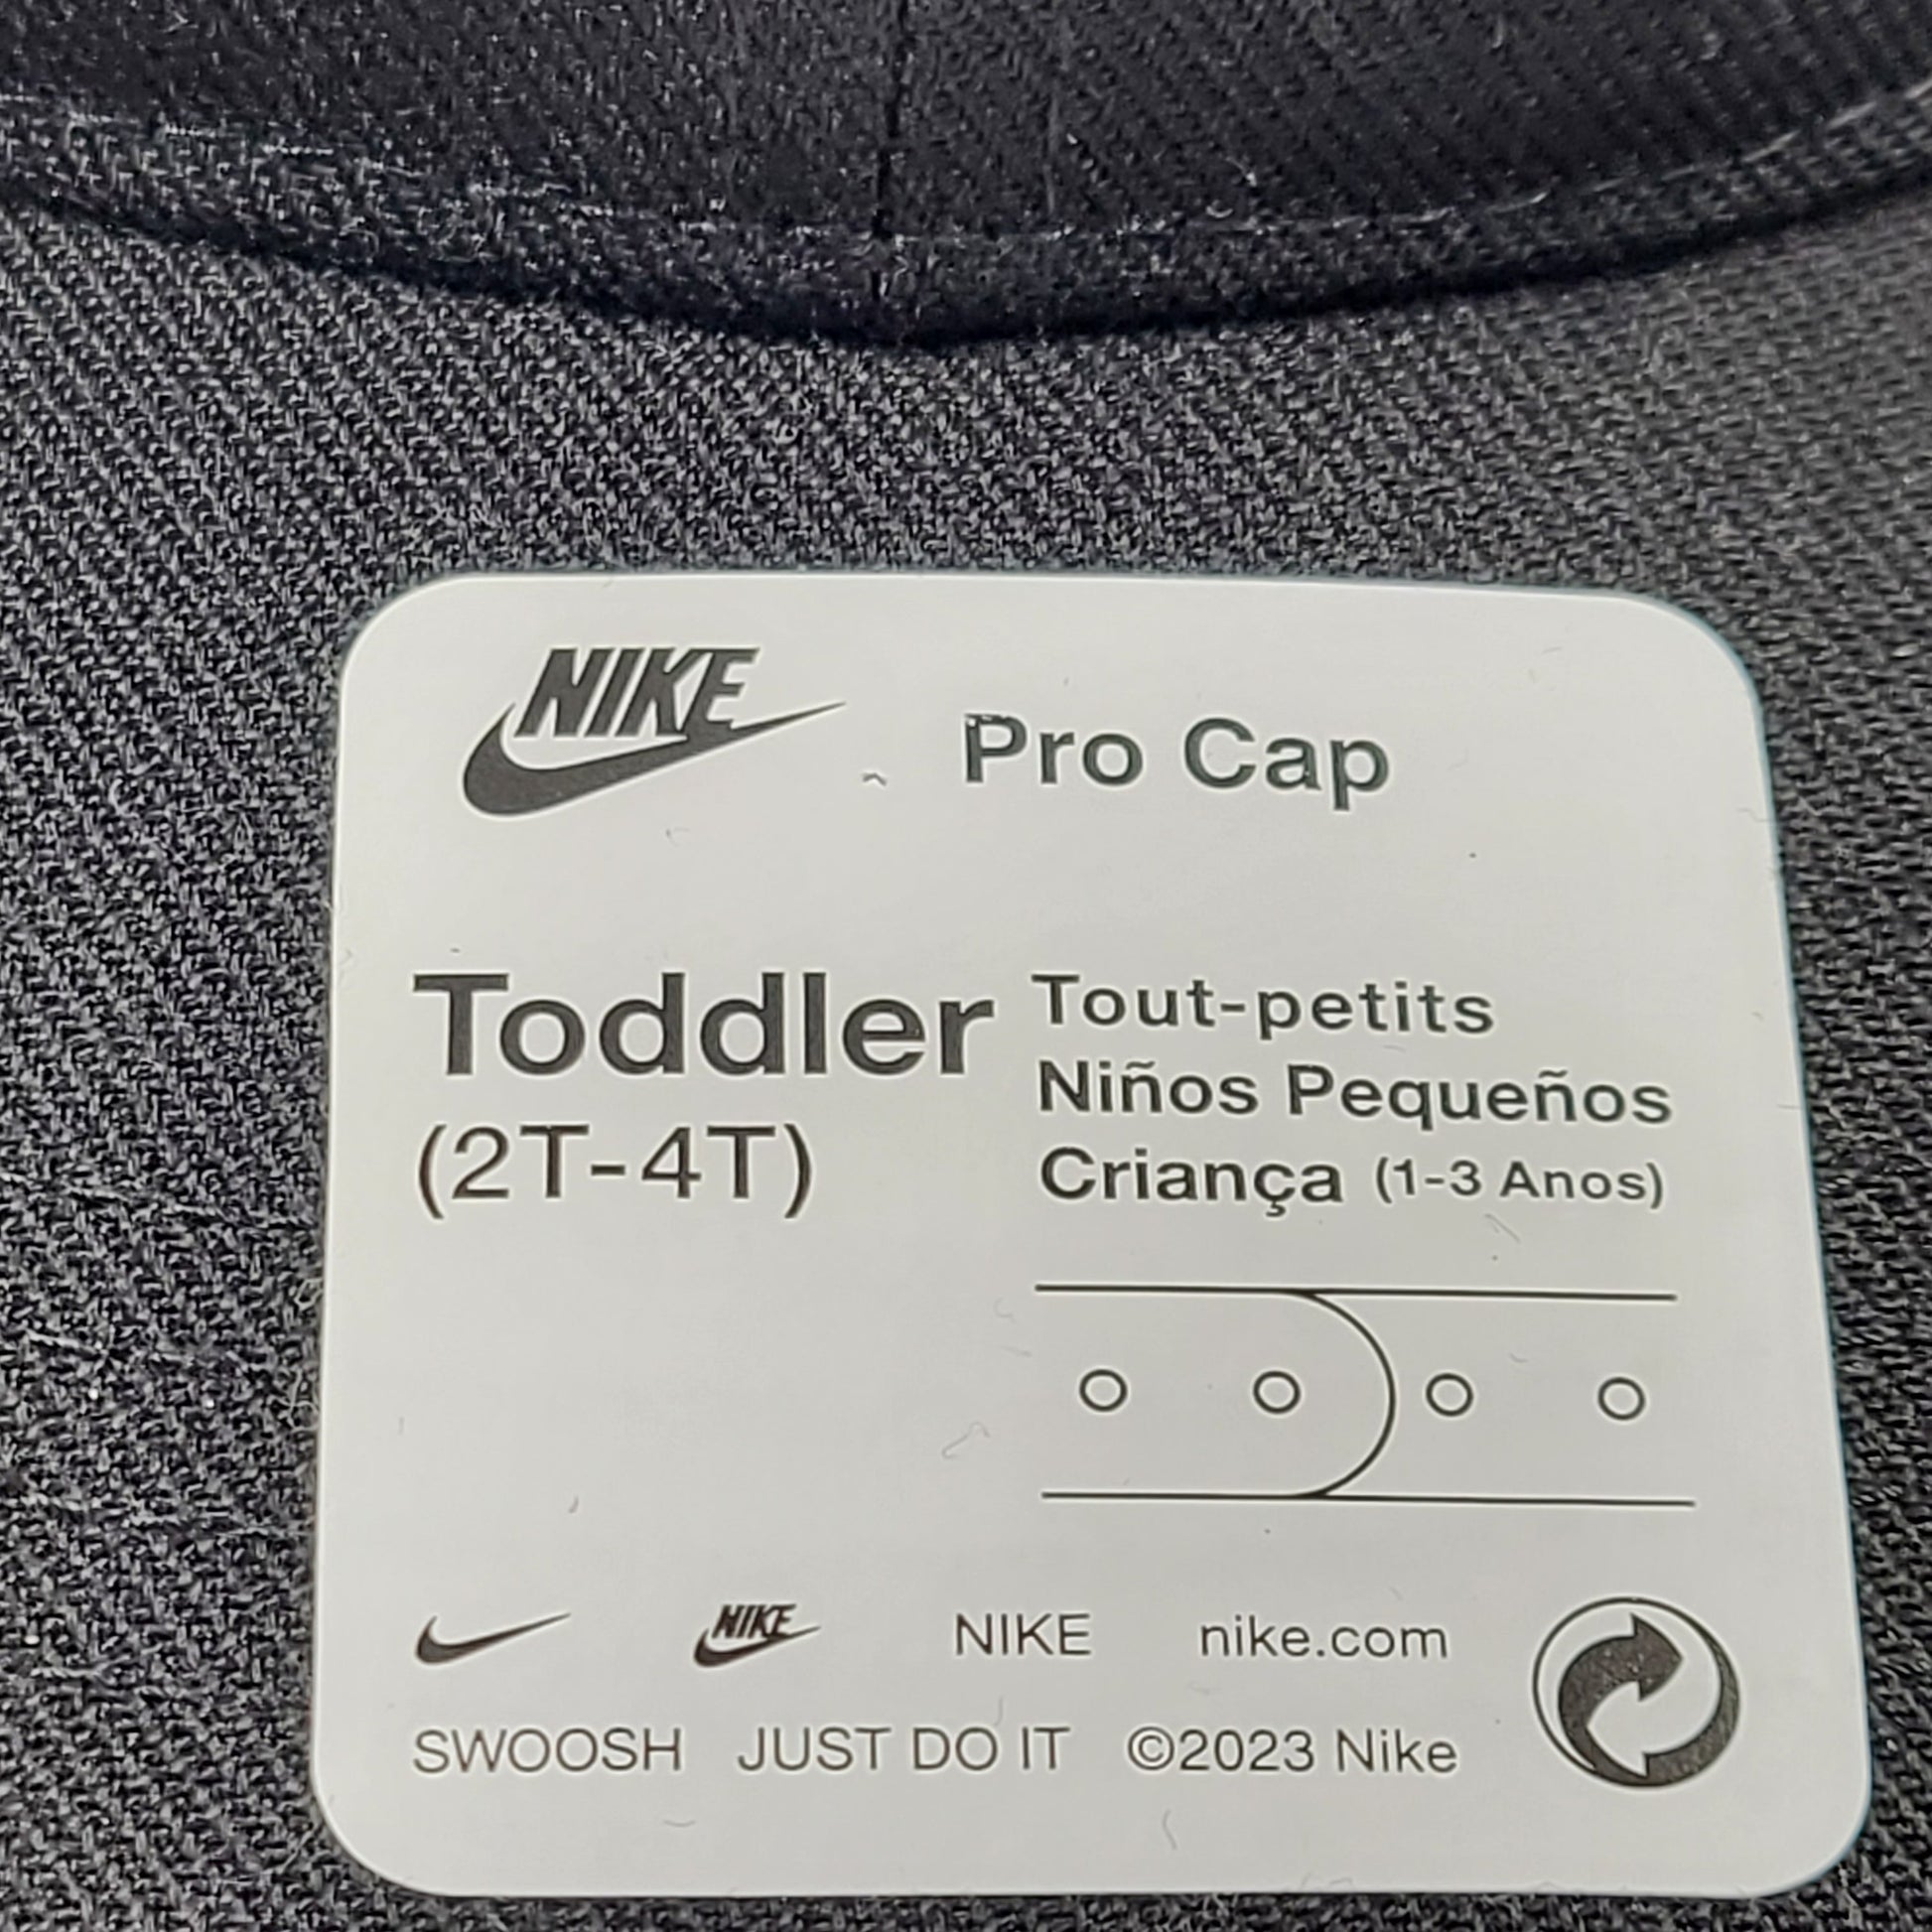 NIKE Pro Cap
Toddler
(2T-4T)
Tout-petits
Niños Pequeños
Criança (1-3 Anos)
NIKE NIKE nike.com
SWOOSH JUST DO IT ©2023 Nike